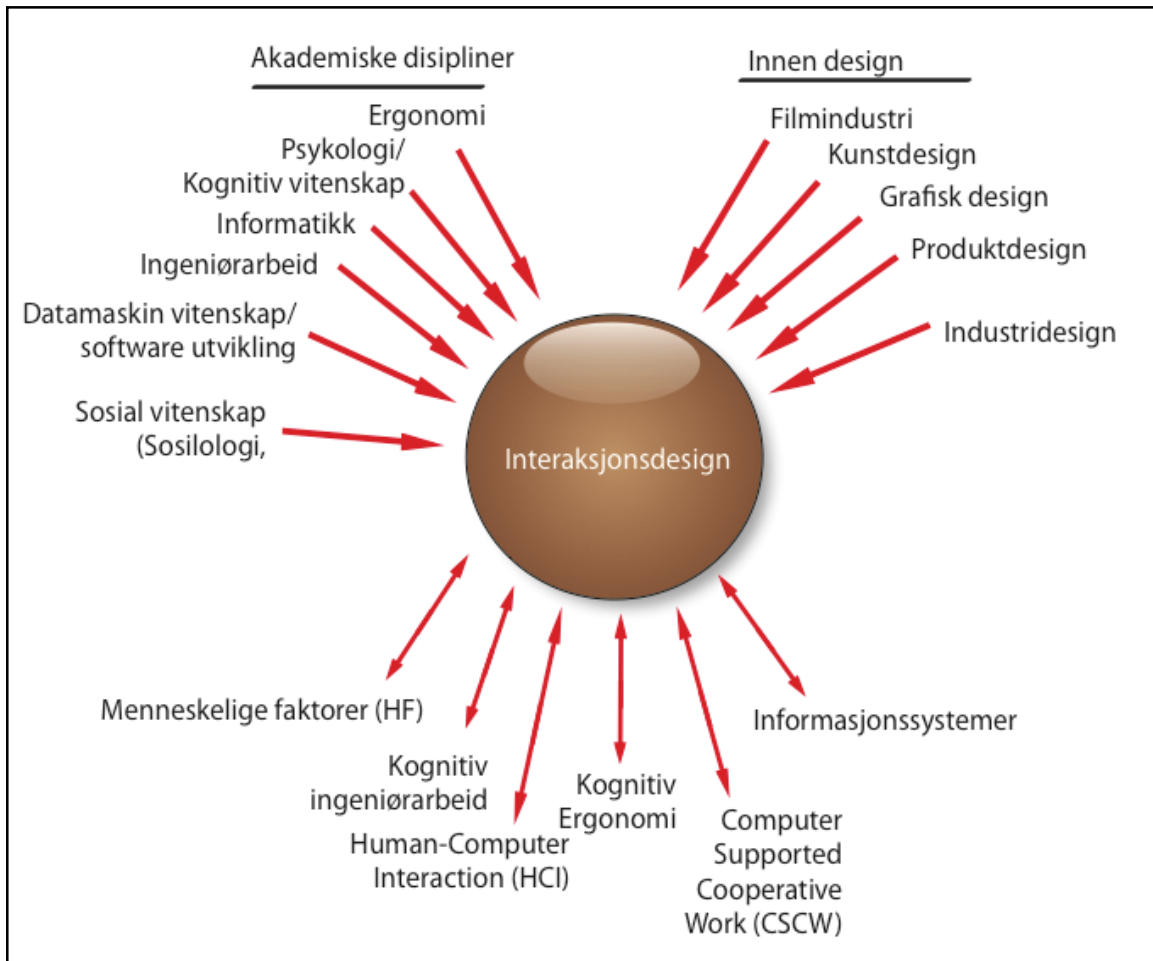 Akademiske disipliner
Ergonomi
Psykologi/
Kognitiv vitenskap
Informatikk
Ingeniørarbeid
Datamaskin vitenskap/
software utvikling
Sosial vitenskap
(Sosilologi,
Innen design
Filmindustri
Kunstdesign
Grafisk design
Produktdesign
Industridesign
Interaksjonsdesign
Menneskelige faktorer (HF)
Kognitiv
ingeniørarbeid
Human-Computer
Interaction (HCI)
Kognitiv
Ergonomi
Computer
Supported
Cooperative
Work (CSCW)
Informasjonssystemer